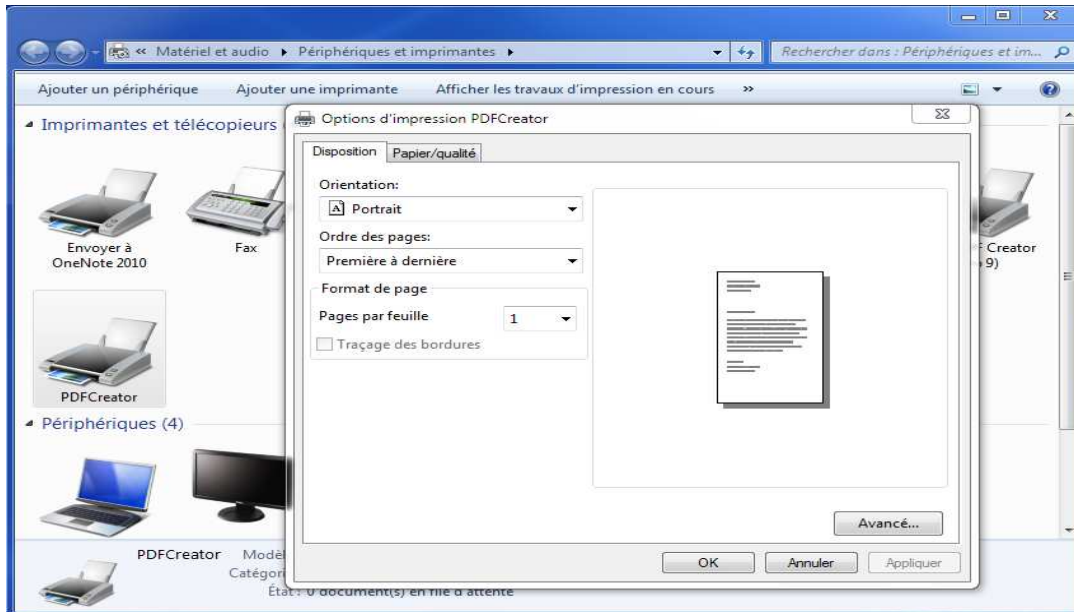 « Matériel et audio ▸ Périphériques et imprimantes ▸
Rechercher dans : Périphériques et im...
Ajouter un périphérique Ajouter une imprimante Afficher les travaux d'impression en cours »
Imprimantes et télécopieurs
Options d'impression PDFCreator
Disposition Papier/qualité
Orientation:
Portrait
Ordre des pages:
Première à dernière
Format de page
Pages par feuille 1
Traçage des bordures
Avancé...
OK Annuler Appliquer
Envoyer à
OneNote 2010
Fax
Creator
9)
PDFCreator
Périphériques (4)
PDFCreator
État : 0 document(s) en file d'attente